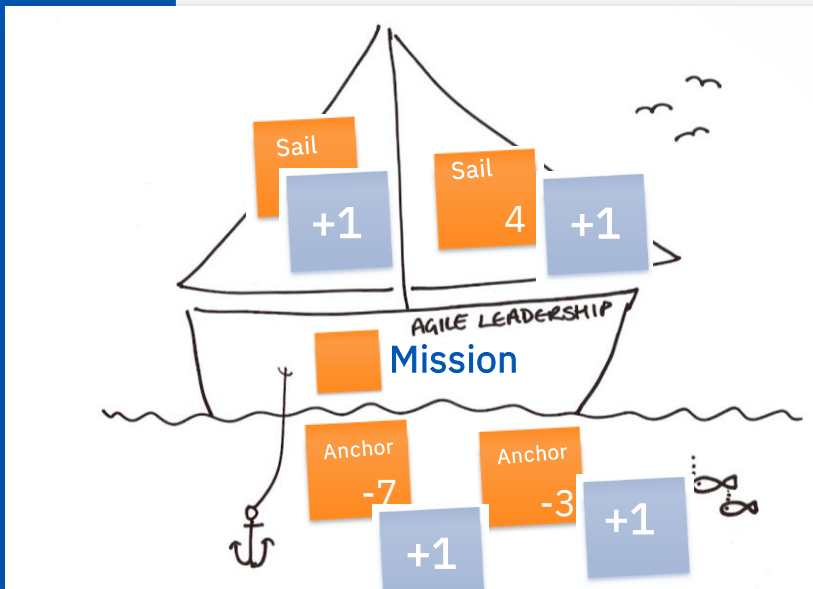 Sail
+1
Sail
4
+1
AGILE LEADERSHIP
Mission
Anchor
-7
+1
Anchor
-3
+1